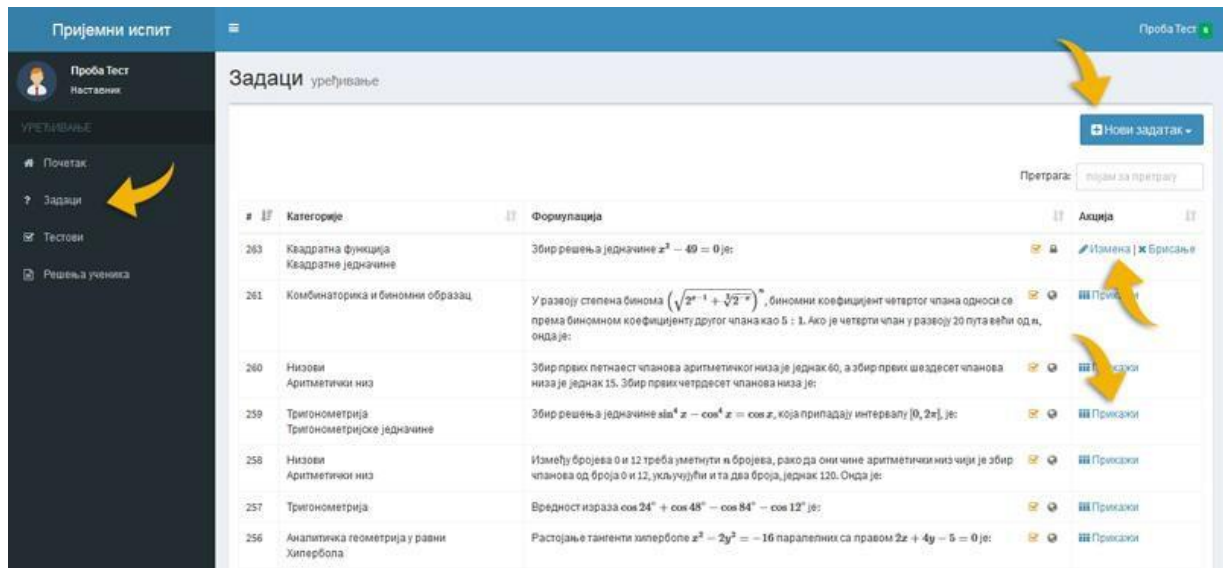 Пријемни испит
Проба Тест
Проба Тест
Наставник
Задаци уређивање
УРЕЂИВАЊЕ
Почетак
Задаци
Тестови
Решења ученика
Нови задатак
Претрага: појам за претрагу
# Категорије Формулација Акција
263 Квадратна функција Збир решења једначине x² − 49 = 0 је: Измена | Брисање
Квадратне једначине
261 Комбинаторика и биномни образац У развоју степена бинома , биномни коефицијент четвртог члана односи се
према биномном коефицијенту другог члана као 5 : 1. Ако је четврти члан у развоју 20 пута већи од n,
онда је:
260 Низови Збир првих петнаест чланова аритметичког низа је једнак 60, а збир првих шездесет чланова
Аритметички низ низа је једнак 15. Збир првих четрдесет чланова низа је:
259 Тригонометрија Збир решења једначине sin⁴ x − cos⁴ x = cos x, која припадају интервалу [0, 2π], је: Прикажи
Тригонометријске једначине
258 Низови Између бројева 0 и 12 треба уметнути n бројева, рако да они чине аритметички низ чији је збир Прикажи
Аритметички низ чланова од броја 0 и 12, укључујући и та два броја, једнак 120. Онда је:
257 Тригонометрија Вредност израза cos 24° + cos 48° − cos 84° − cos 12° је: Прикажи
256 Аналитичка геометрија у равни Растојање тангенти хиперболе x² − 2y² = −16 паралелних са правом 2x + 4y − 5 = 0 је: Прикажи
Хипербола